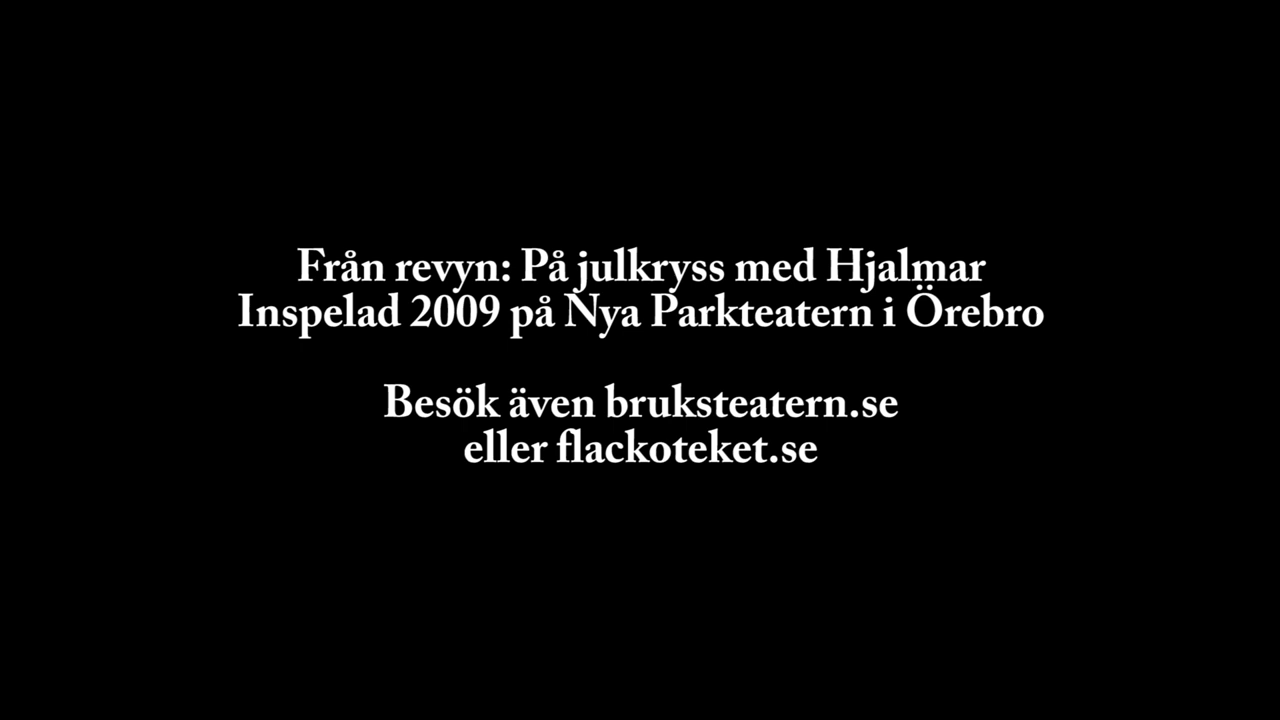 Från revyn: På julkryss med Hjalmar
Inspelad 2009 på Nya Parkteatern i Örebro
Besök även bruksteatern.se
eller flackoteket.se